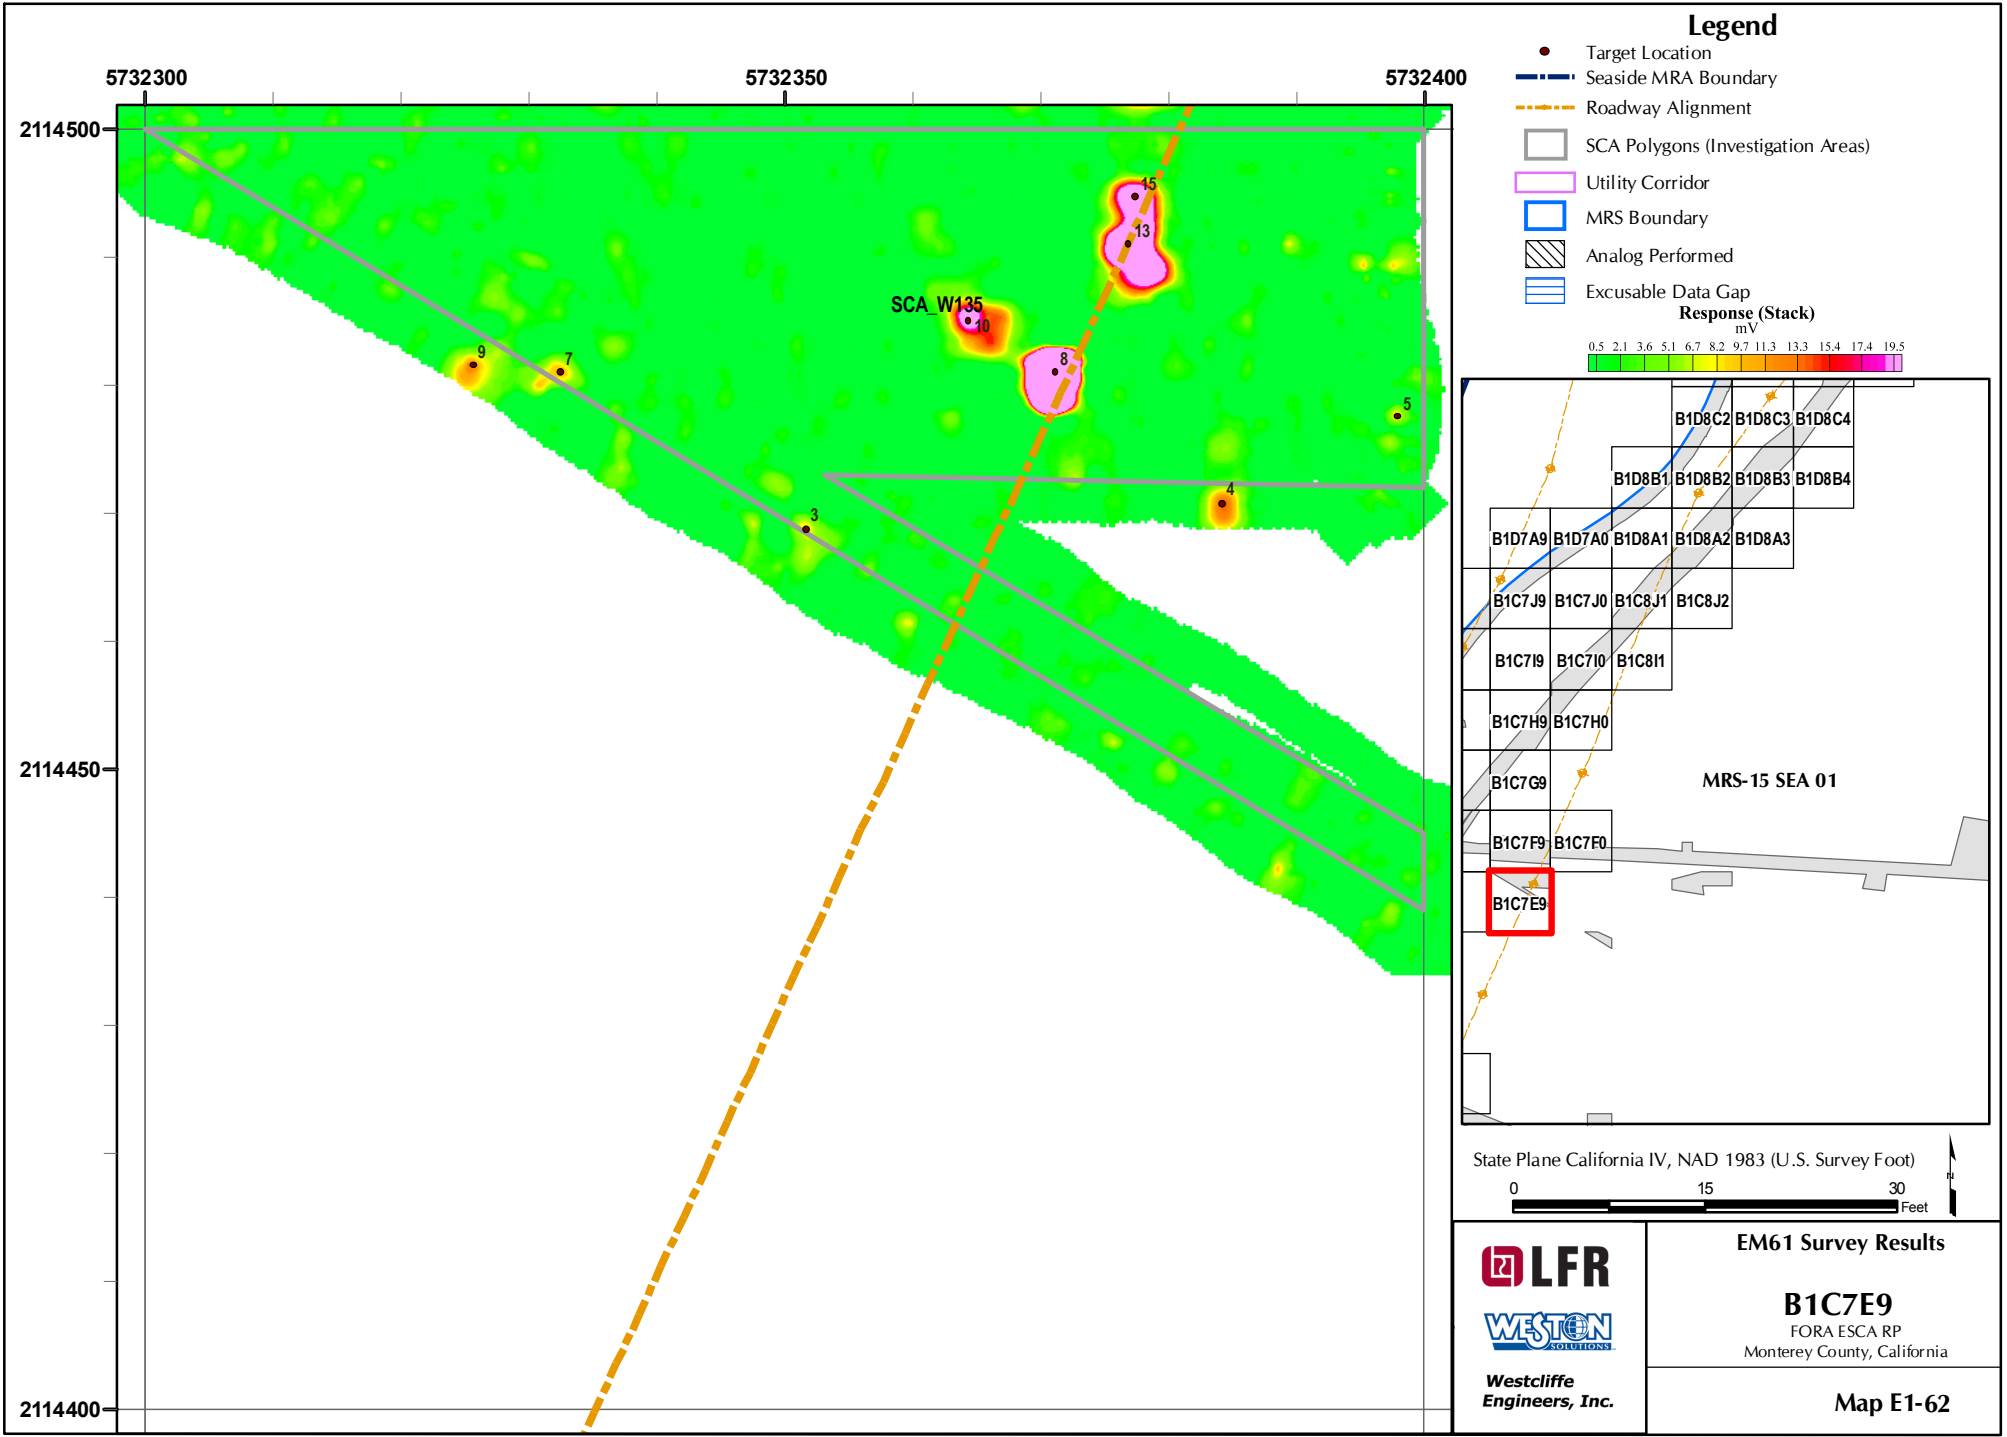 Legend
Target Location
Seaside MRA Boundary
Roadway Alignment
SCA Polygons (Investigation Areas)
Utility Corridor
MRS Boundary
Analog Performed
Excusable Data Gap
Response (Stack)
mV
0.5 2.1 3.6 5.1 6.7 8.2 9.7 11.3 13.3 15.4 17.4 19.5
5732300 5732350 5732400
2114500
2114450
2114400
15
13
SCA_W135
10
8
9
7
5
4
3
B1D8C2 B1D8C3 B1D8C4
B1D8B1 B1D8B2 B1D8B3 B1D8B4
B1D7A9 B1D7A0 B1D8A1 B1D8A2 B1D8A3
B1C7J9 B1C7J0 B1C8J1 B1C8J2
B1C7I9 B1C7I0 B1C8I1
B1C7H9 B1C7H0
B1C7G9
MRS-15 SEA 01
B1C7F9 B1C7F0
B1C7E9
State Plane California IV, NAD 1983 (U.S. Survey Foot)
0 15 30
Feet
N
LFR
WESTON
SOLUTIONS
Westcliffe
Engineers, Inc.
EM61 Survey Results
B1C7E9
FORA ESCA RP
Monterey County, California
Map E1-62